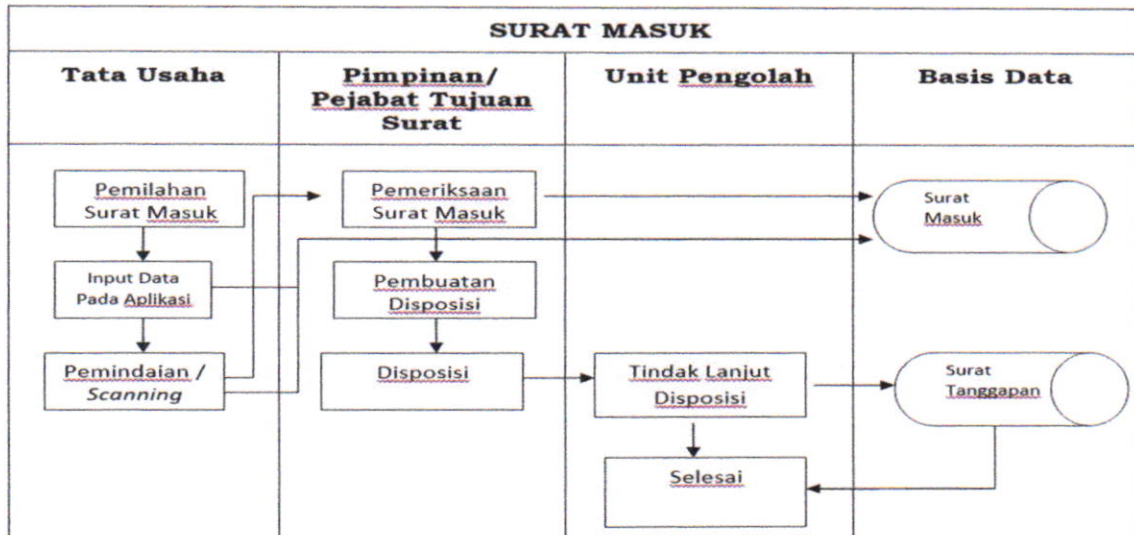 SURAT MASUK
Tata Usaha
Pimpinan/
Pejabat Tujuan
Surat
Unit Pengolah
Basis Data
Pemilahan
Surat Masuk
Pemeriksaan
Surat Masuk
Surat
Masuk
Input Data
Pada Aplikasi
Pembuatan
Disposisi
Pemindaian /
Scanning
Disposisi
Tindak Lanjut
Disposisi
Surat
Tanggapan
Selesai